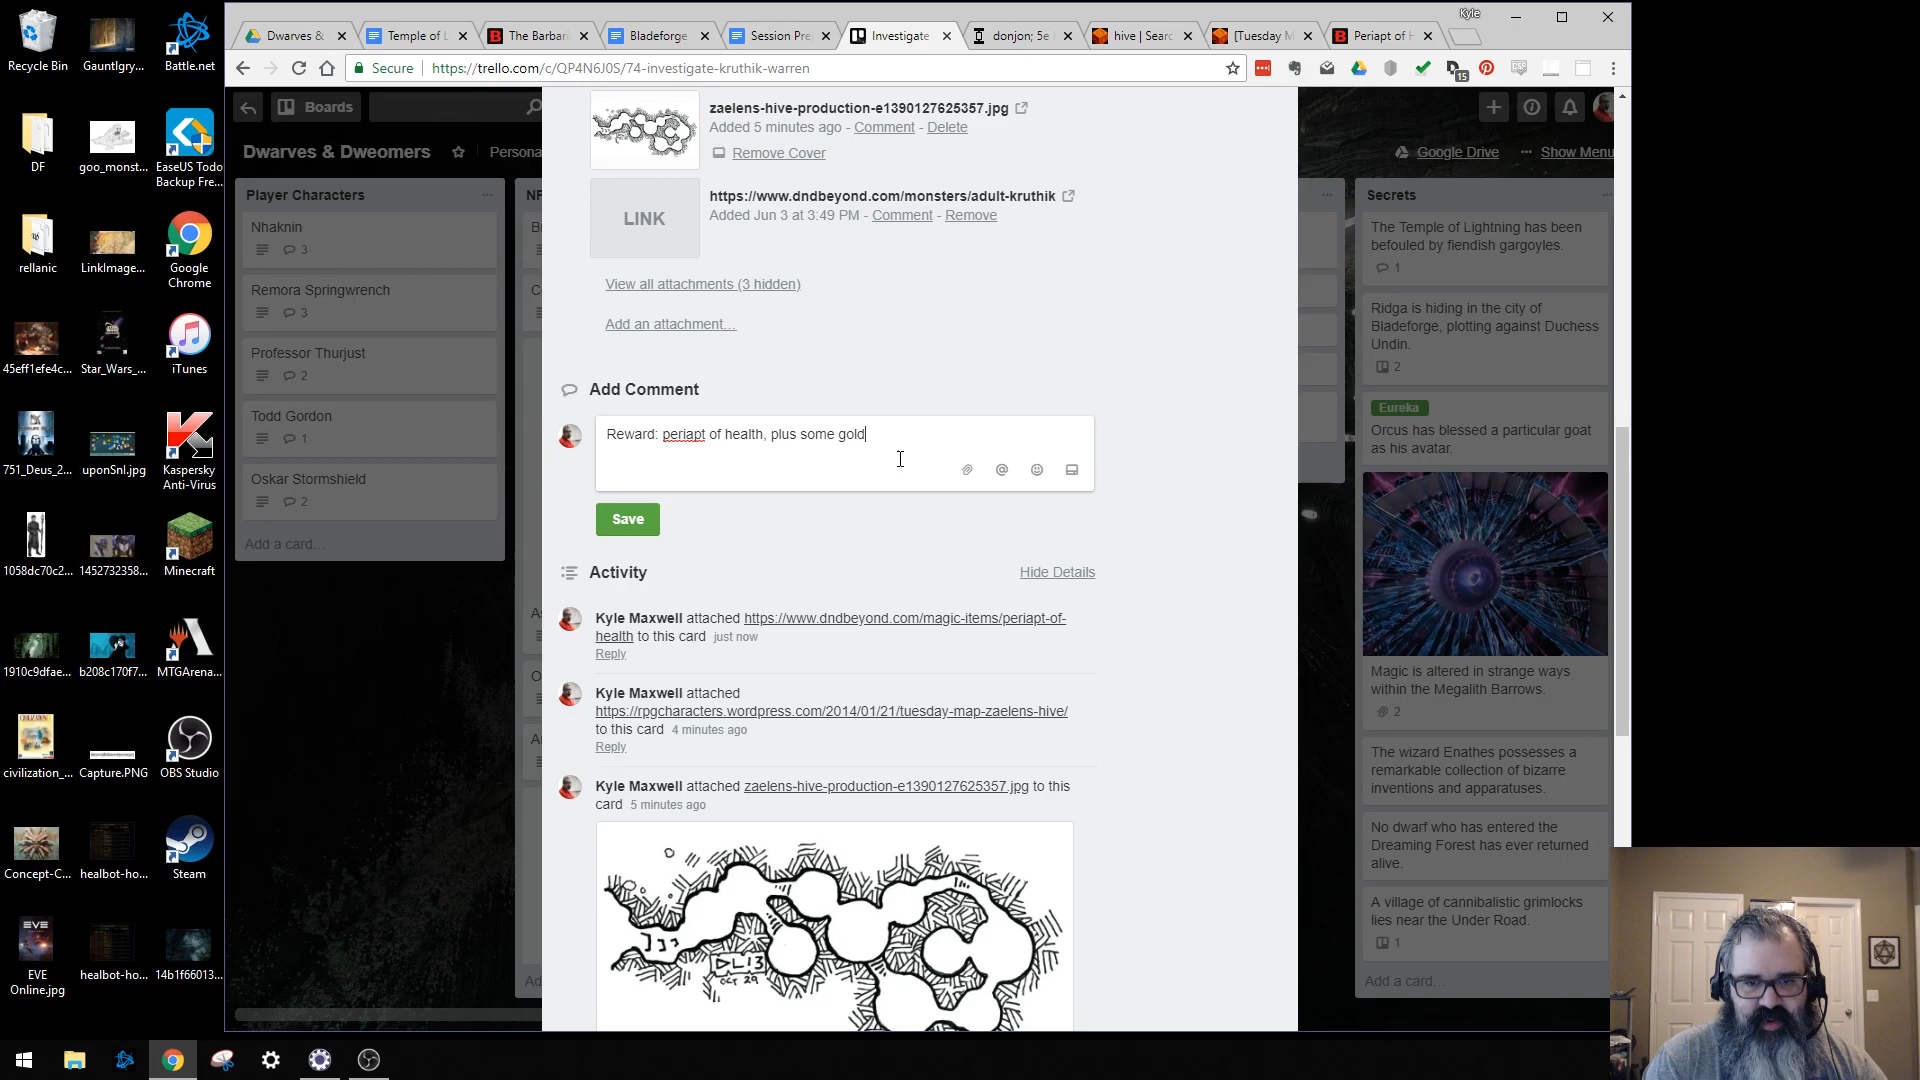 Recycle Bin
Gauntlgry...
Battle.net
DF
goo_monst...
EaseUS Todo
Backup Fre...
rellanic
LinkImage...
Google
Chrome
45eff1efe4c...
Star_Wars_...
iTunes
751_Deus_2...
uponSnl.jpg
Kaspersky
Anti-Virus
1058dc70c2...
1452732358...
Minecraft
1910c9dfae...
b208c170f7...
MTGArena...
civilization_...
Capture.PNG
OBS Studio
Concept-C...
healbot-ho...
Steam
EVE
Online.jpg
healbot-ho...
14b1f66013...
Kyle
Dwarves &
Temple of L
The Barbari
Bladeforge
Session Pre
Investigate
donjon; 5e
hive | Searc
[Tuesday M
Periapt of H
Secure
https://trello.com/c/QP4N6J0S/74-investigate-kruthik-warren
15
Boards
Dwarves & Dweomers
Persona
Google Drive
Show Menu
Player Characters
Nhaknin
3
Remora Springwrench
3
Professor Thurjust
2
Todd Gordon
1
Oskar Stormshield
2
Add a card...
zaelens-hive-production-e1390127625357.jpg
Added 5 minutes ago - Comment - Delete
Remove Cover
LINK
https://www.dndbeyond.com/monsters/adult-kruthik
Added Jun 3 at 3:49 PM - Comment - Remove
View all attachments (3 hidden)
Add an attachment...
Add Comment
Reward: periapt of health, plus some gold
@
Save
Activity
Hide Details
Kyle Maxwell attached https://www.dndbeyond.com/magic-items/periapt-of-
health to this card just now
Reply
Kyle Maxwell attached
https://rpgcharacters.wordpress.com/2014/01/21/tuesday-map-zaelens-hive/
to this card 4 minutes ago
Reply
Kyle Maxwell attached zaelens-hive-production-e1390127625357.jpg to this
card 5 minutes ago
Secrets
The Temple of Lightning has been
befouled by fiendish gargoyles.
1
Ridga is hiding in the city of
Bladeforge, plotting against Duchess
Undin.
2
Eureka
Orcus has blessed a particular goat
as his avatar.
Magic is altered in strange ways
within the Megalith Barrows.
2
The wizard Enathes possesses a
remarkable collection of bizarre
inventions and apparatuses.
No dwarf who has entered the
Dreaming Forest has ever returned
alive.
A village of cannibalistic grimlocks
lies near the Under Road.
1
Add a card...